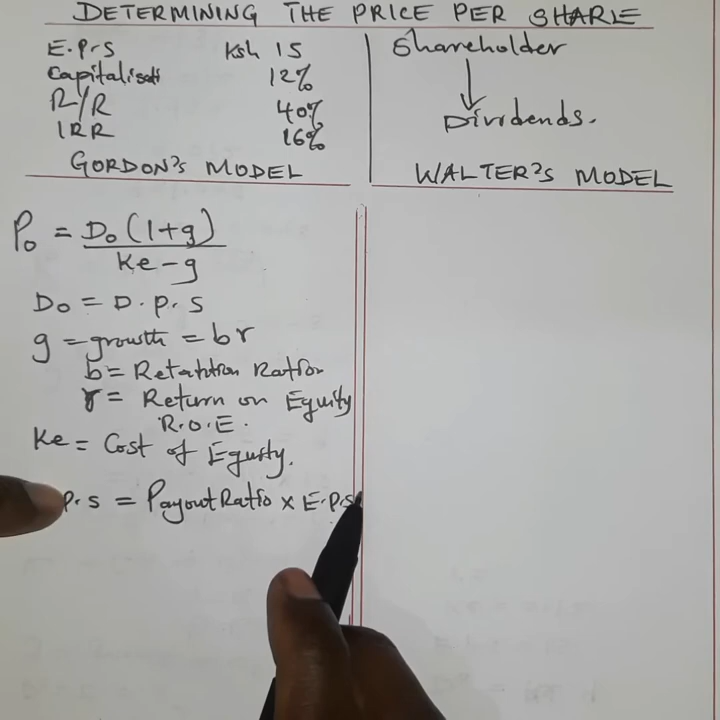 DETERMINING THE PRICE PER SHARE
E.P.S Ksh 15
Capitalisati 12%
R/R 40%
IRR 16%
Shareholder
Dividends.
GORDON'S MODEL
WALTER'S MODEL
P₀ = D₀(1+g)
Ke-g
D₀ = D.P.S
g = growth = br
b = Retention Ratio
r = Return on Equity
R.O.E.
Ke = Cost of Equity.
P.S = Payout Ratio x E.P.S